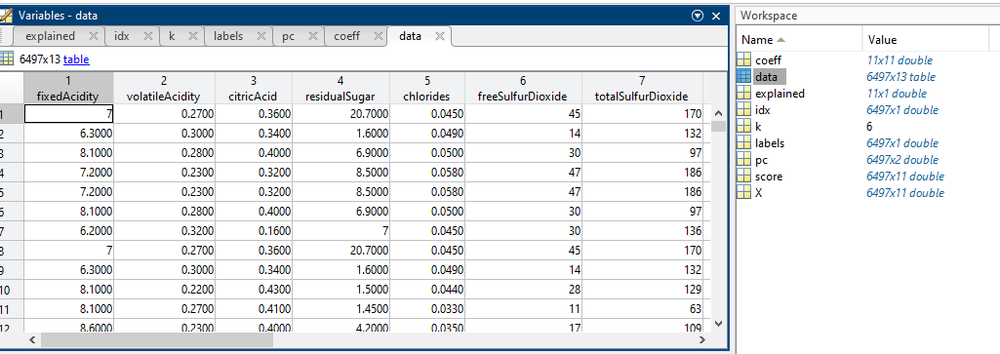 Variables - data
explained idx k labels pc coeff data
6497x13 table
1 2 3 4 5 6 7
fixedAcidity volatileAcidity citricAcid residualSugar chlorides freeSulfurDioxide totalSulfurDioxide
1 7 0.2700 0.3600 20.7000 0.0450 45 170
2 6.3000 0.3000 0.3400 1.6000 0.0490 14 132
3 8.1000 0.2800 0.4000 6.9000 0.0500 30 97
4 7.2000 0.2300 0.3200 8.5000 0.0580 47 186
5 7.2000 0.2300 0.3200 8.5000 0.0580 47 186
6 8.1000 0.2800 0.4000 6.9000 0.0500 30 97
7 6.2000 0.3200 0.1600 7 0.0450 30 136
8 7 0.2700 0.3600 20.7000 0.0450 45 170
9 6.3000 0.3000 0.3400 1.6000 0.0490 14 132
10 8.1000 0.2200 0.4300 1.5000 0.0440 28 129
11 8.1000 0.2700 0.4100 1.4500 0.0330 11 63
12 8.6000 0.2300 0.4000 4.2000 0.0350 17 109
Workspace
Name Value
coeff 11x11 double
data 6497x13 table
explained 11x1 double
idx 6497x1 double
k 6
labels 6497x1 double
pc 6497x2 double
score 6497x11 double
X 6497x11 double